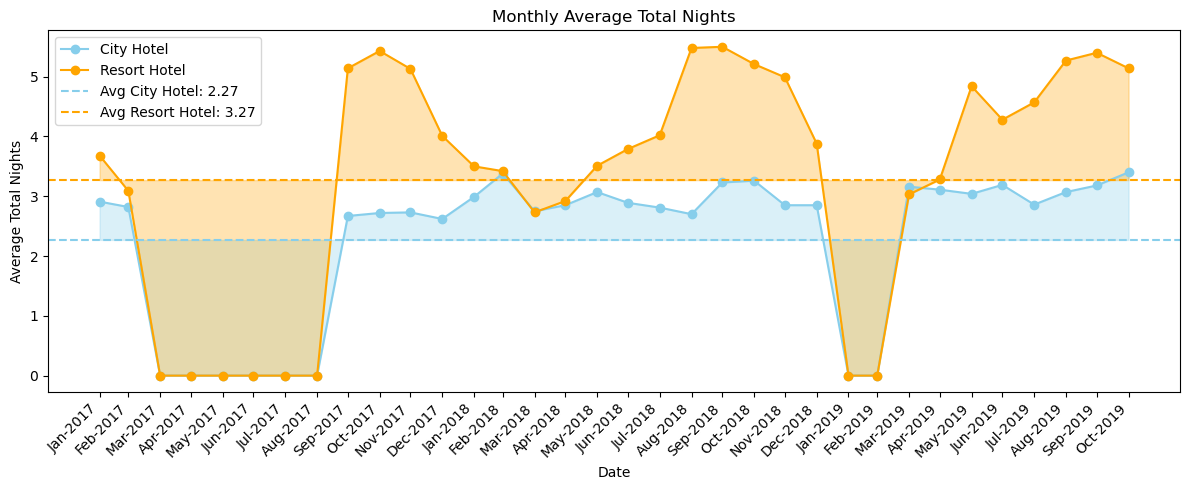 Monthly Average Total Nights
City Hotel
Resort Hotel
Avg City Hotel: 2.27
Avg Resort Hotel: 3.27
Average Total Nights
5
4
3
2
1
0
Jan-2017
Feb-2017
Mar-2017
Apr-2017
May-2017
Jun-2017
Jul-2017
Aug-2017
Sep-2017
Oct-2017
Nov-2017
Dec-2017
Jan-2018
Feb-2018
Mar-2018
Apr-2018
May-2018
Jun-2018
Jul-2018
Aug-2018
Sep-2018
Oct-2018
Nov-2018
Dec-2018
Jan-2019
Feb-2019
Mar-2019
Apr-2019
May-2019
Jun-2019
Jul-2019
Aug-2019
Sep-2019
Oct-2019
Date